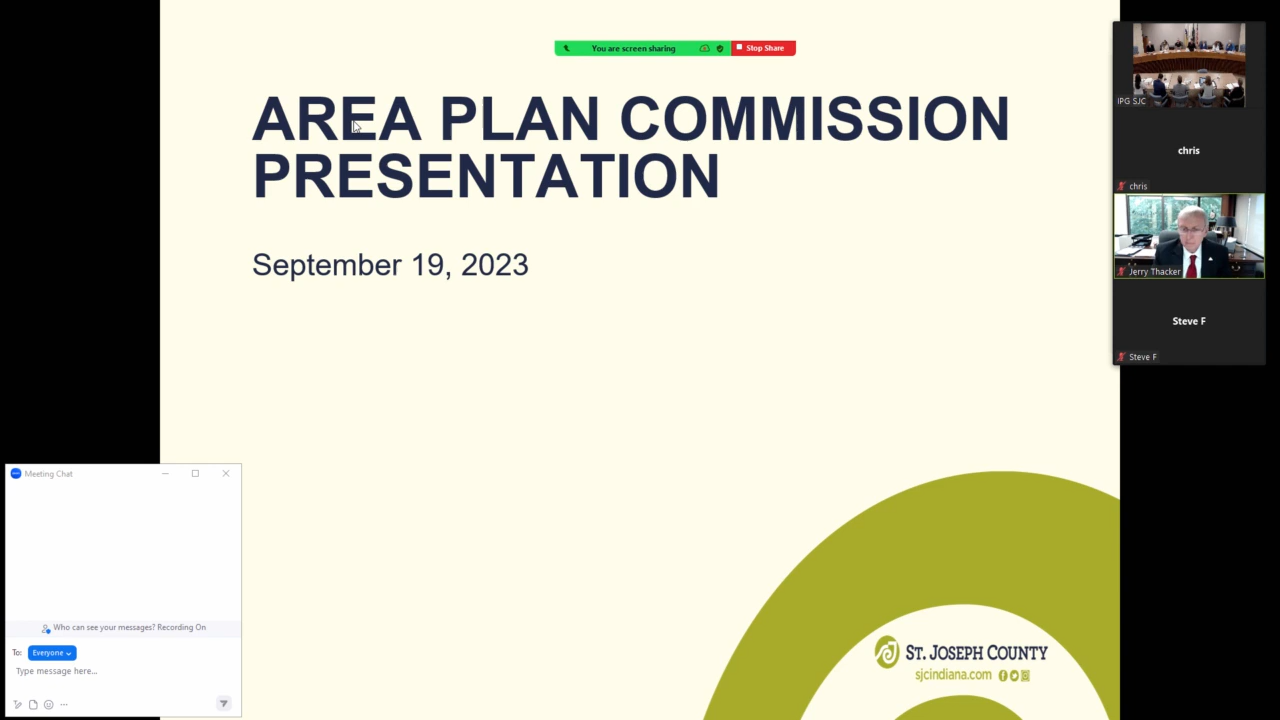 You are screen sharing
Stop Share
AREA PLAN COMMISSION
PRESENTATION
September 19, 2023
IPG SJC
chris
chris
Jerry Thacker
Steve F
Steve F
Meeting Chat
Who can see your messages? Recording On
To: Everyone
Type message here...
ST. JOSEPH COUNTY
sjcindiana.com